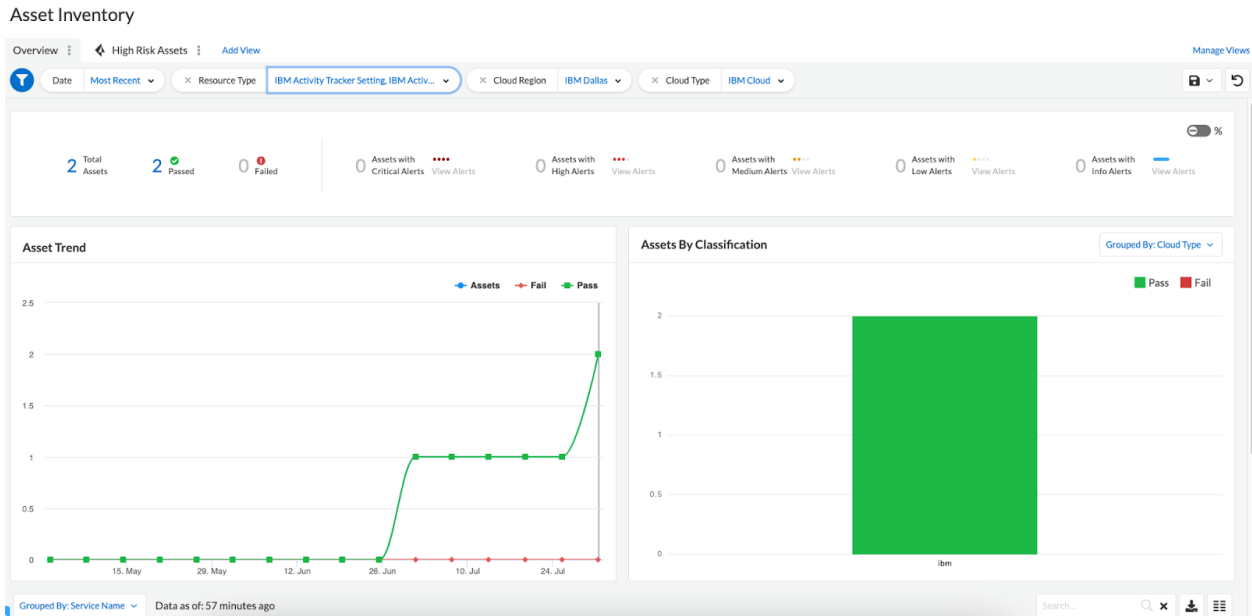 Asset Inventory
Overview High Risk Assets Add View Manage Views
Date Most Recent Resource Type IBM Activity Tracker Setting, IBM Activ... Cloud Region IBM Dallas Cloud Type IBM Cloud
%
2 Total Assets 2 Passed 0 Failed 0 Assets with Critical Alerts View Alerts 0 Assets with High Alerts View Alerts 0 Assets with Medium Alerts View Alerts 0 Assets with Low Alerts View Alerts 0 Assets with Info Alerts View Alerts
Asset Trend
Assets Fail Pass
2.5
2
1.5
1
0.5
0
15. May 29. May 12. Jun 26. Jun 10. Jul 24. Jul
Assets By Classification
Grouped By: Cloud Type
Pass Fail
2
1.5
1
0.5
0
ibm
Grouped By: Service Name Data as of: 57 minutes ago Search...